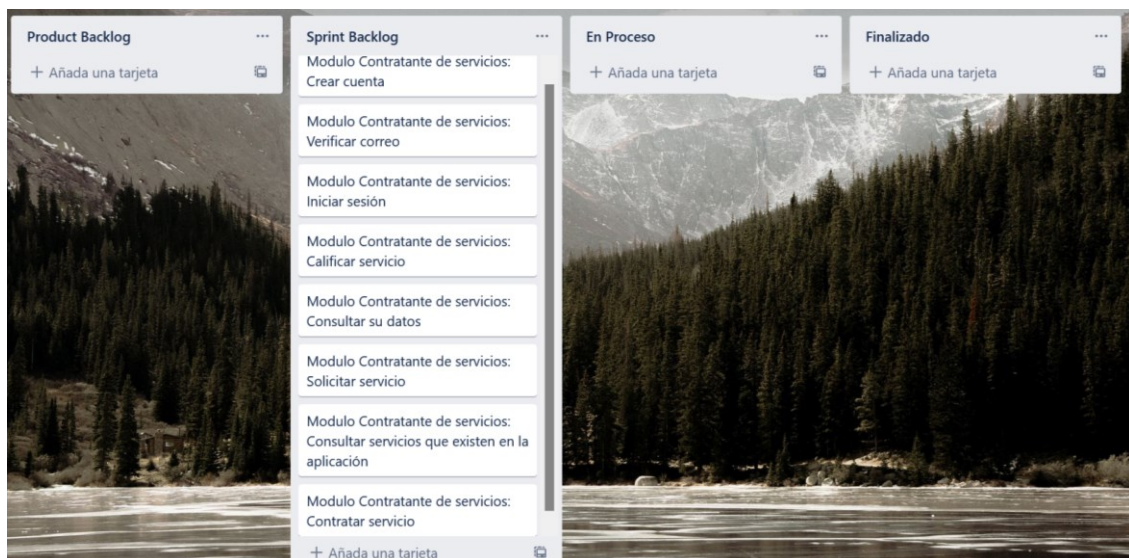 Product Backlog
+ Añada una tarjeta
Sprint Backlog
Modulo Contratante de servicios:
Crear cuenta
Modulo Contratante de servicios:
Verificar correo
Modulo Contratante de servicios:
Iniciar sesión
Modulo Contratante de servicios:
Calificar servicio
Modulo Contratante de servicios:
Consultar su datos
Modulo Contratante de servicios:
Solicitar servicio
Modulo Contratante de servicios:
Consultar servicios que existen en la
aplicación
Modulo Contratante de servicios:
Contratar servicio
+ Añada una tarjeta
En Proceso
+ Añada una tarjeta
Finalizado
+ Añada una tarjeta